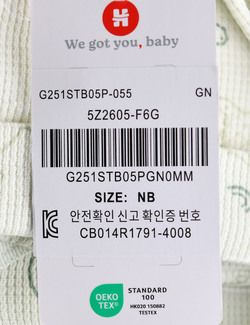 We got you, baby
G251STB05P-055 GN
5Z2605-F6G
G251STB05PGN0MM
SIZE: NB
안전확인 신고 확인증 번호
CB014R1791-4008
OEKO
TEX®
STANDARD
100
HK020 150882
TESTEX